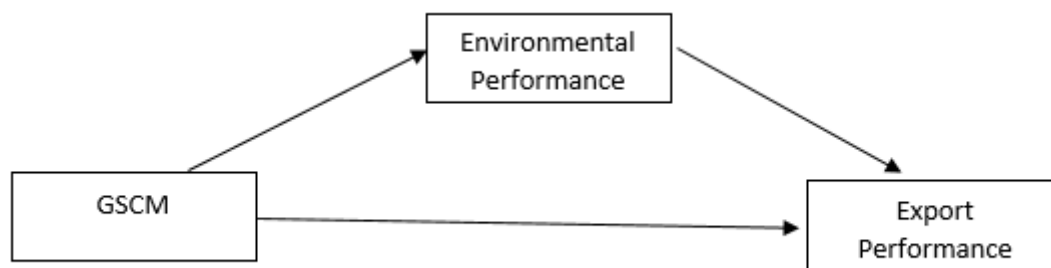 Environmental
Performance
GSCM
Export
Performance